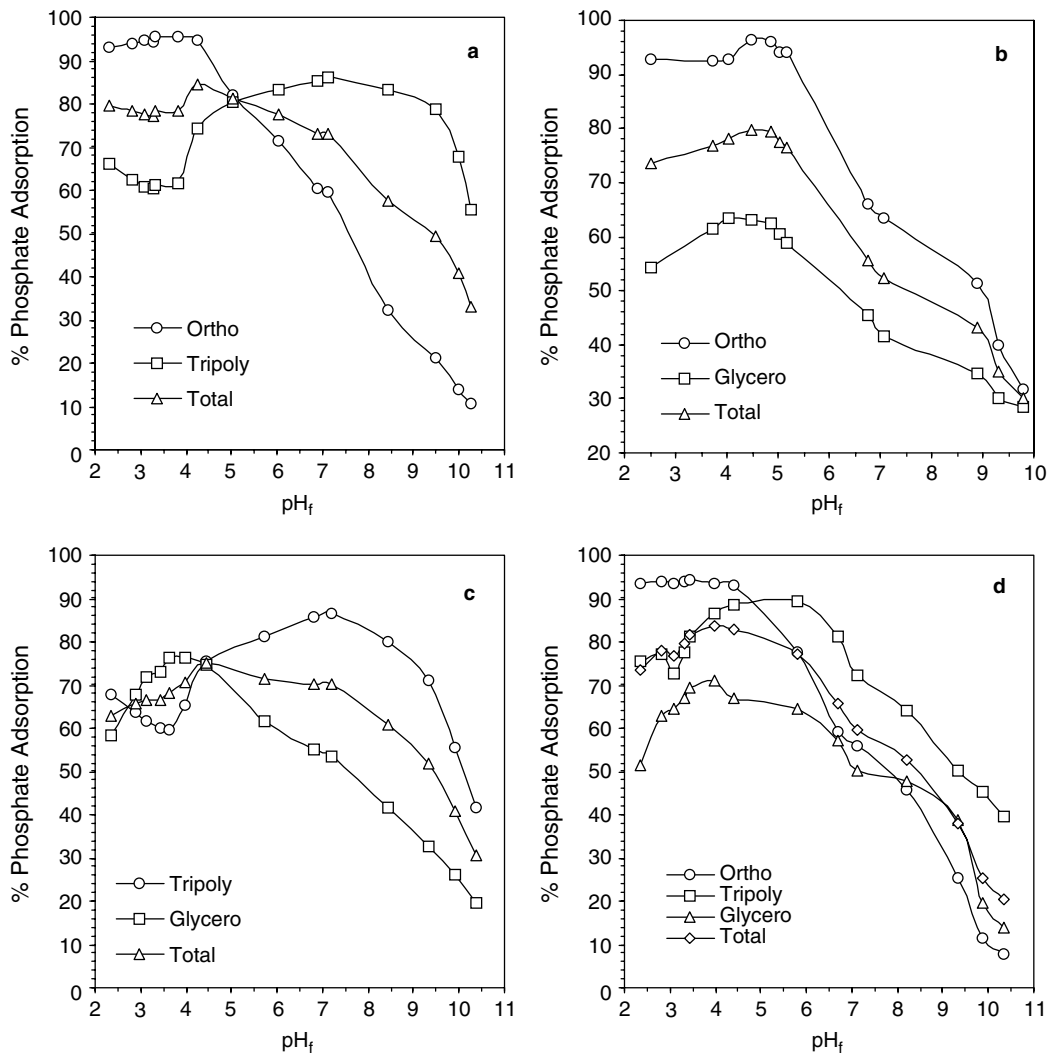 a
% Phosphate Adsorption
100
90
80
70
60
50
40
30
20
10
0
Ortho
Tripoly
Total
2 3 4 5 6 7 8 9 10 11
pHf
b
% Phosphate Adsorption
100
90
80
70
60
50
40
30
20
Ortho
Glycero
Total
2 3 4 5 6 7 8 9 10
pHf
c
% Phosphate Adsorption
100
90
80
70
60
50
40
30
20
10
0
Tripoly
Glycero
Total
2 3 4 5 6 7 8 9 10 11
pHf
d
% Phosphate Adsorption
100
90
80
70
60
50
40
30
20
10
0
Ortho
Tripoly
Glycero
Total
2 3 4 5 6 7 8 9 10 11
pHf